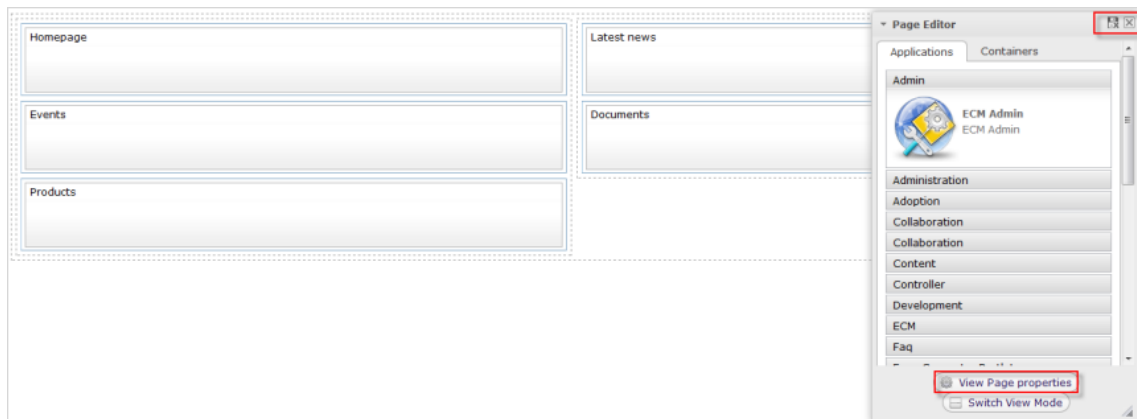 Homepage
Latest news
Events
Documents
Products
Page Editor
Applications Containers
Admin
ECM Admin
ECM Admin
Administration
Adoption
Collaboration
Collaboration
Content
Controller
Development
ECM
Faq
View Page properties
Switch View Mode